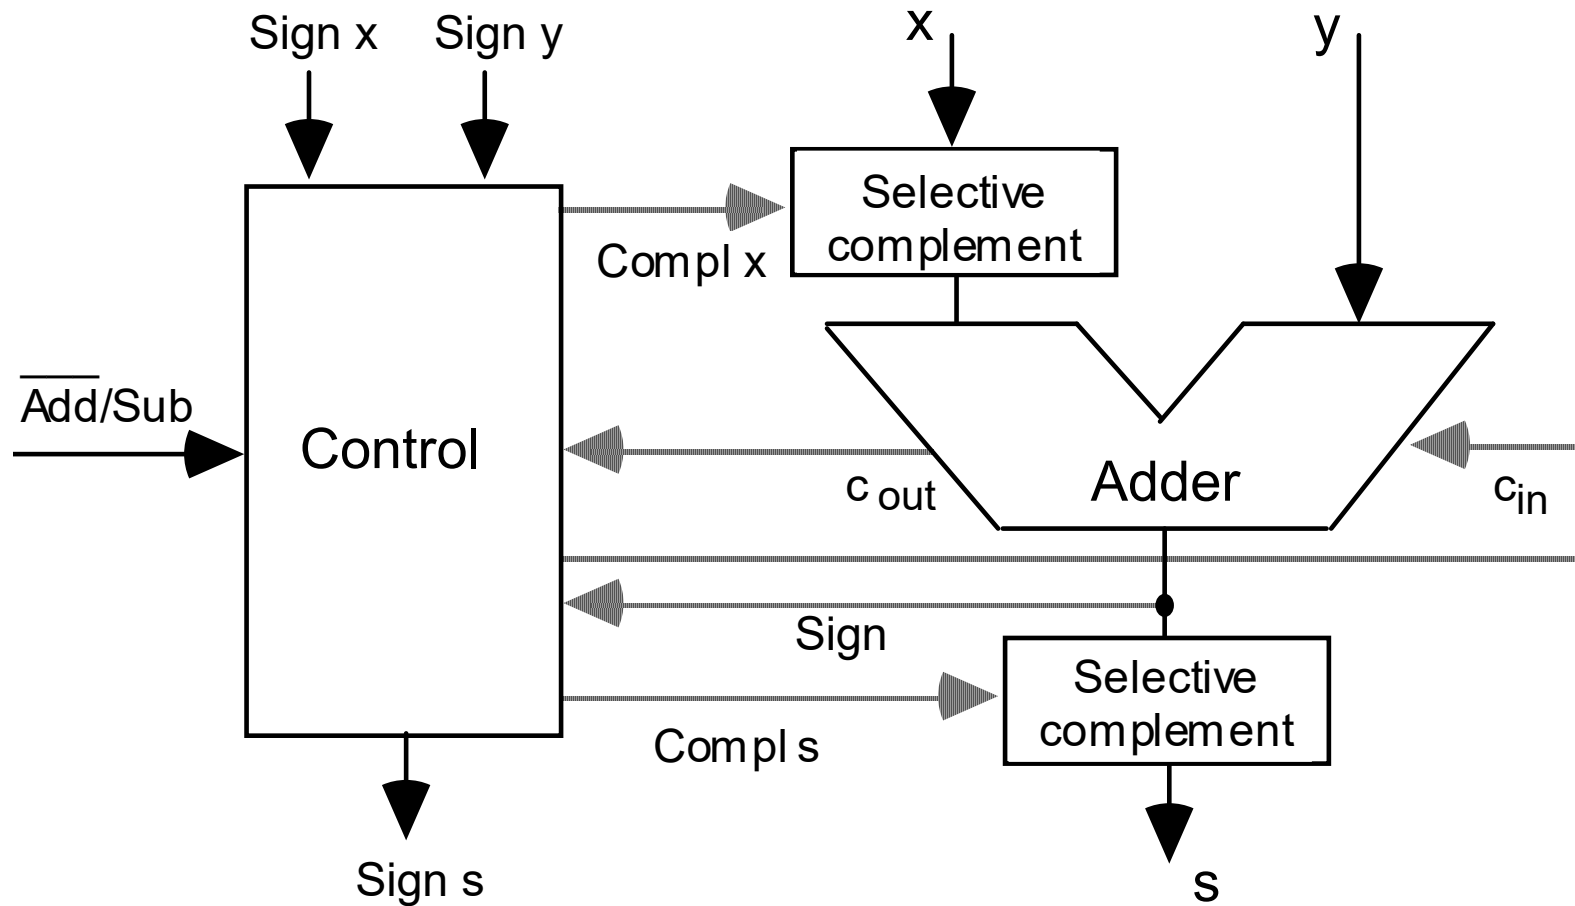 Sign x
Sign y
x
y
Selective
complement
Compl x
Add/Sub
Control
c out
Adder
cin
Sign
Selective
complement
Compl s
Sign s
s